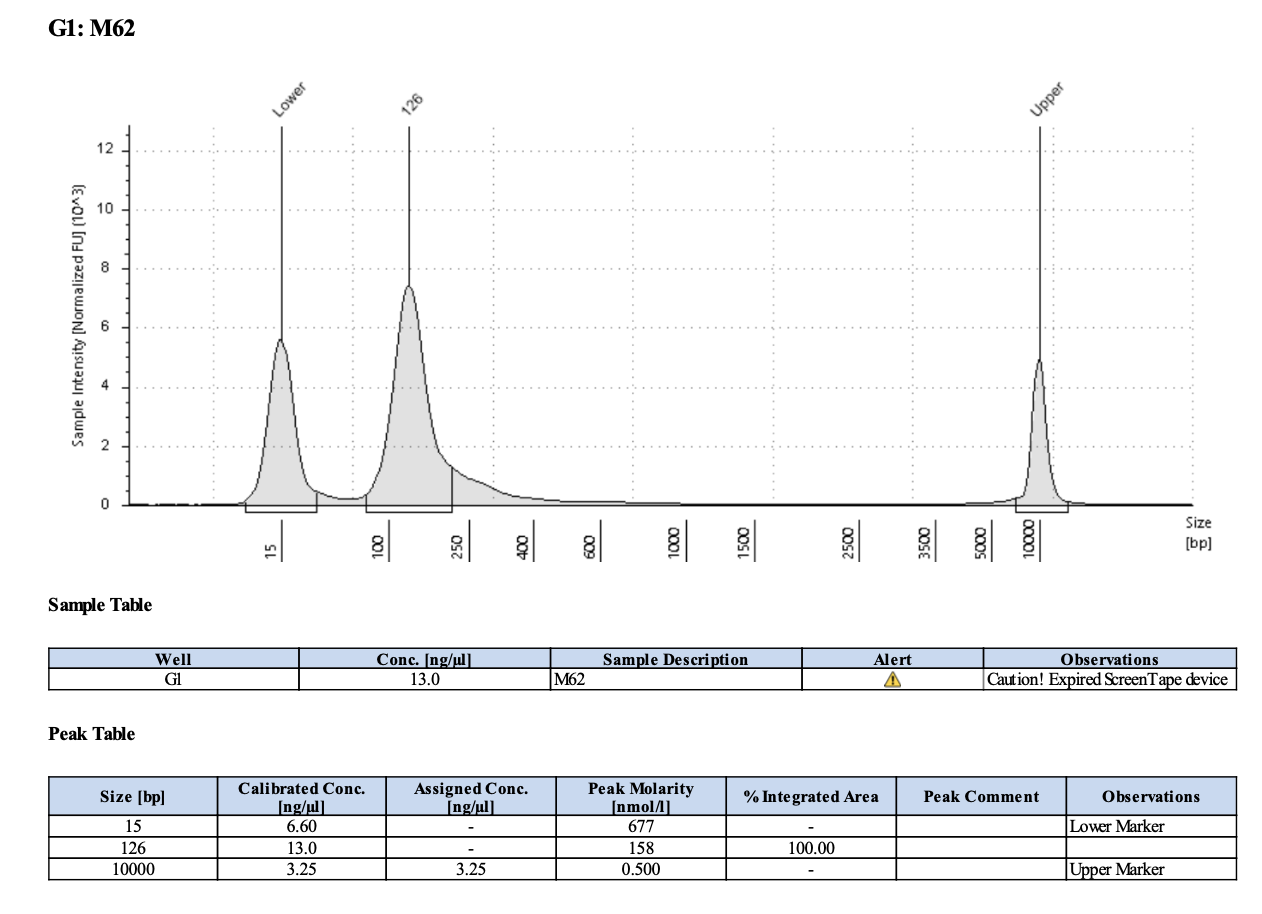 G1: M62
Lower
126
Upper
Sample Intensity [Normalized FU] (10^3)
12
10
8
6
4
2
0
15
100
250
400
600
1000
1500
2500
3500
5000
10000
Size
[bp]
Sample Table
Well Conc. [ng/µl] Sample Description Alert Observations
G1 13.0 M62 Caution! Expired ScreenTape device
Peak Table
Size [bp] Calibrated Conc. [ng/µl] Assigned Conc. [ng/µl] Peak Molarity [nmol/l] % Integrated Area Peak Comment Observations
15 6.60 - 677 - Lower Marker
126 13.0 - 158 100.00
10000 3.25 3.25 0.500 - Upper Marker